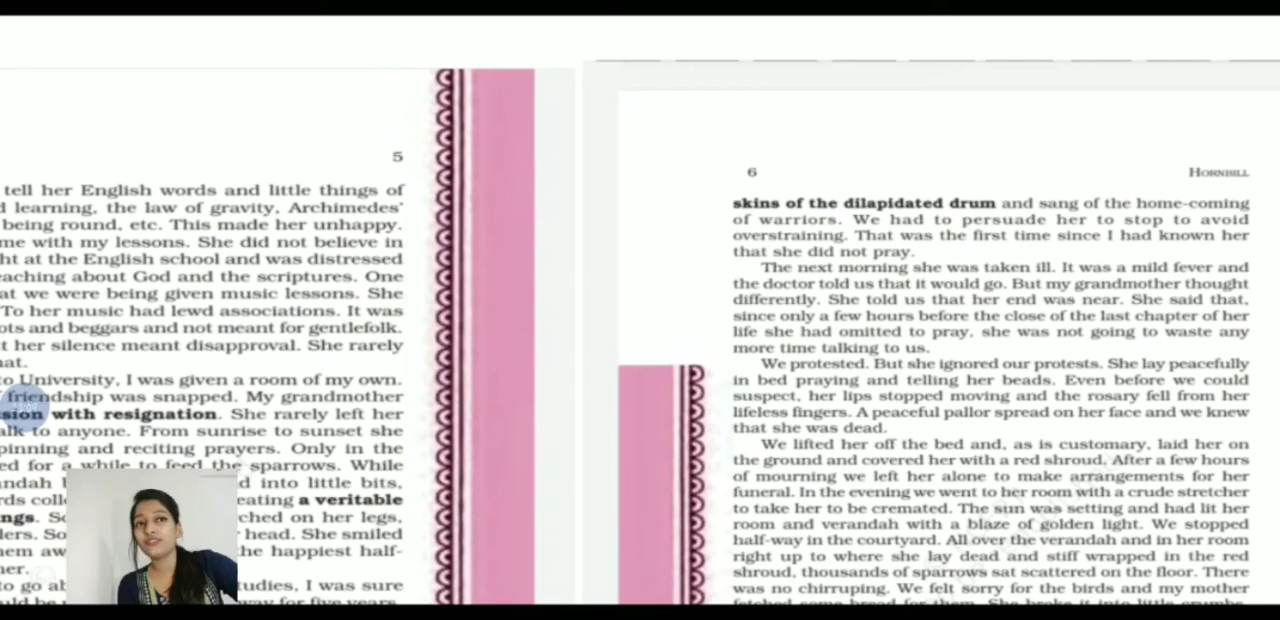 5
tell her English words and little things of
learning, the law of gravity, Archimedes'
being round, etc. This made her unhappy.
me with my lessons. She did not believe in
ht at the English school and was distressed
eaching about God and the scriptures. One
at we were being given music lessons. She
To her music had lewd associations. It was
ots and beggars and not meant for gentlefolk.
t her silence meant disapproval. She rarely
hat.
to University, I was given a room of my own.
friendship was snapped. My grandmother
sion with resignation. She rarely left her
alk to anyone. From sunrise to sunset she
pinning and reciting prayers. Only in the
ed for a while to feed the sparrows. While
andah d into little bits,
rds coll eating a veritable
ngs. So rched on her legs,
lers. So head. She smiled
em aw the happiest half-
her.
to go ab tudies, I was sure
uld be way for five years
6 HORNBILL
skins of the dilapidated drum and sang of the home-coming
of warriors. We had to persuade her to stop to avoid
overstraining. That was the first time since I had known her
that she did not pray.
The next morning she was taken ill. It was a mild fever and
the doctor told us that it would go. But my grandmother thought
differently. She told us that her end was near. She said that,
since only a few hours before the close of the last chapter of her
life she had omitted to pray, she was not going to waste any
more time talking to us.
We protested. But she ignored our protests. She lay peacefully
in bed praying and telling her beads. Even before we could
suspect, her lips stopped moving and the rosary fell from her
lifeless fingers. A peaceful pallor spread on her face and we knew
that she was dead.
We lifted her off the bed and, as is customary, laid her on
the ground and covered her with a red shroud. After a few hours
of mourning we left her alone to make arrangements for her
funeral. In the evening we went to her room with a crude stretcher
to take her to be cremated. The sun was setting and had lit her
room and verandah with a blaze of golden light. We stopped
half-way in the courtyard. All over the verandah and in her room
right up to where she lay dead and stiff wrapped in the red
shroud, thousands of sparrows sat scattered on the floor. There
was no chirruping. We felt sorry for the birds and my mother
fetched some bread for them. She broke it into little crumbs,